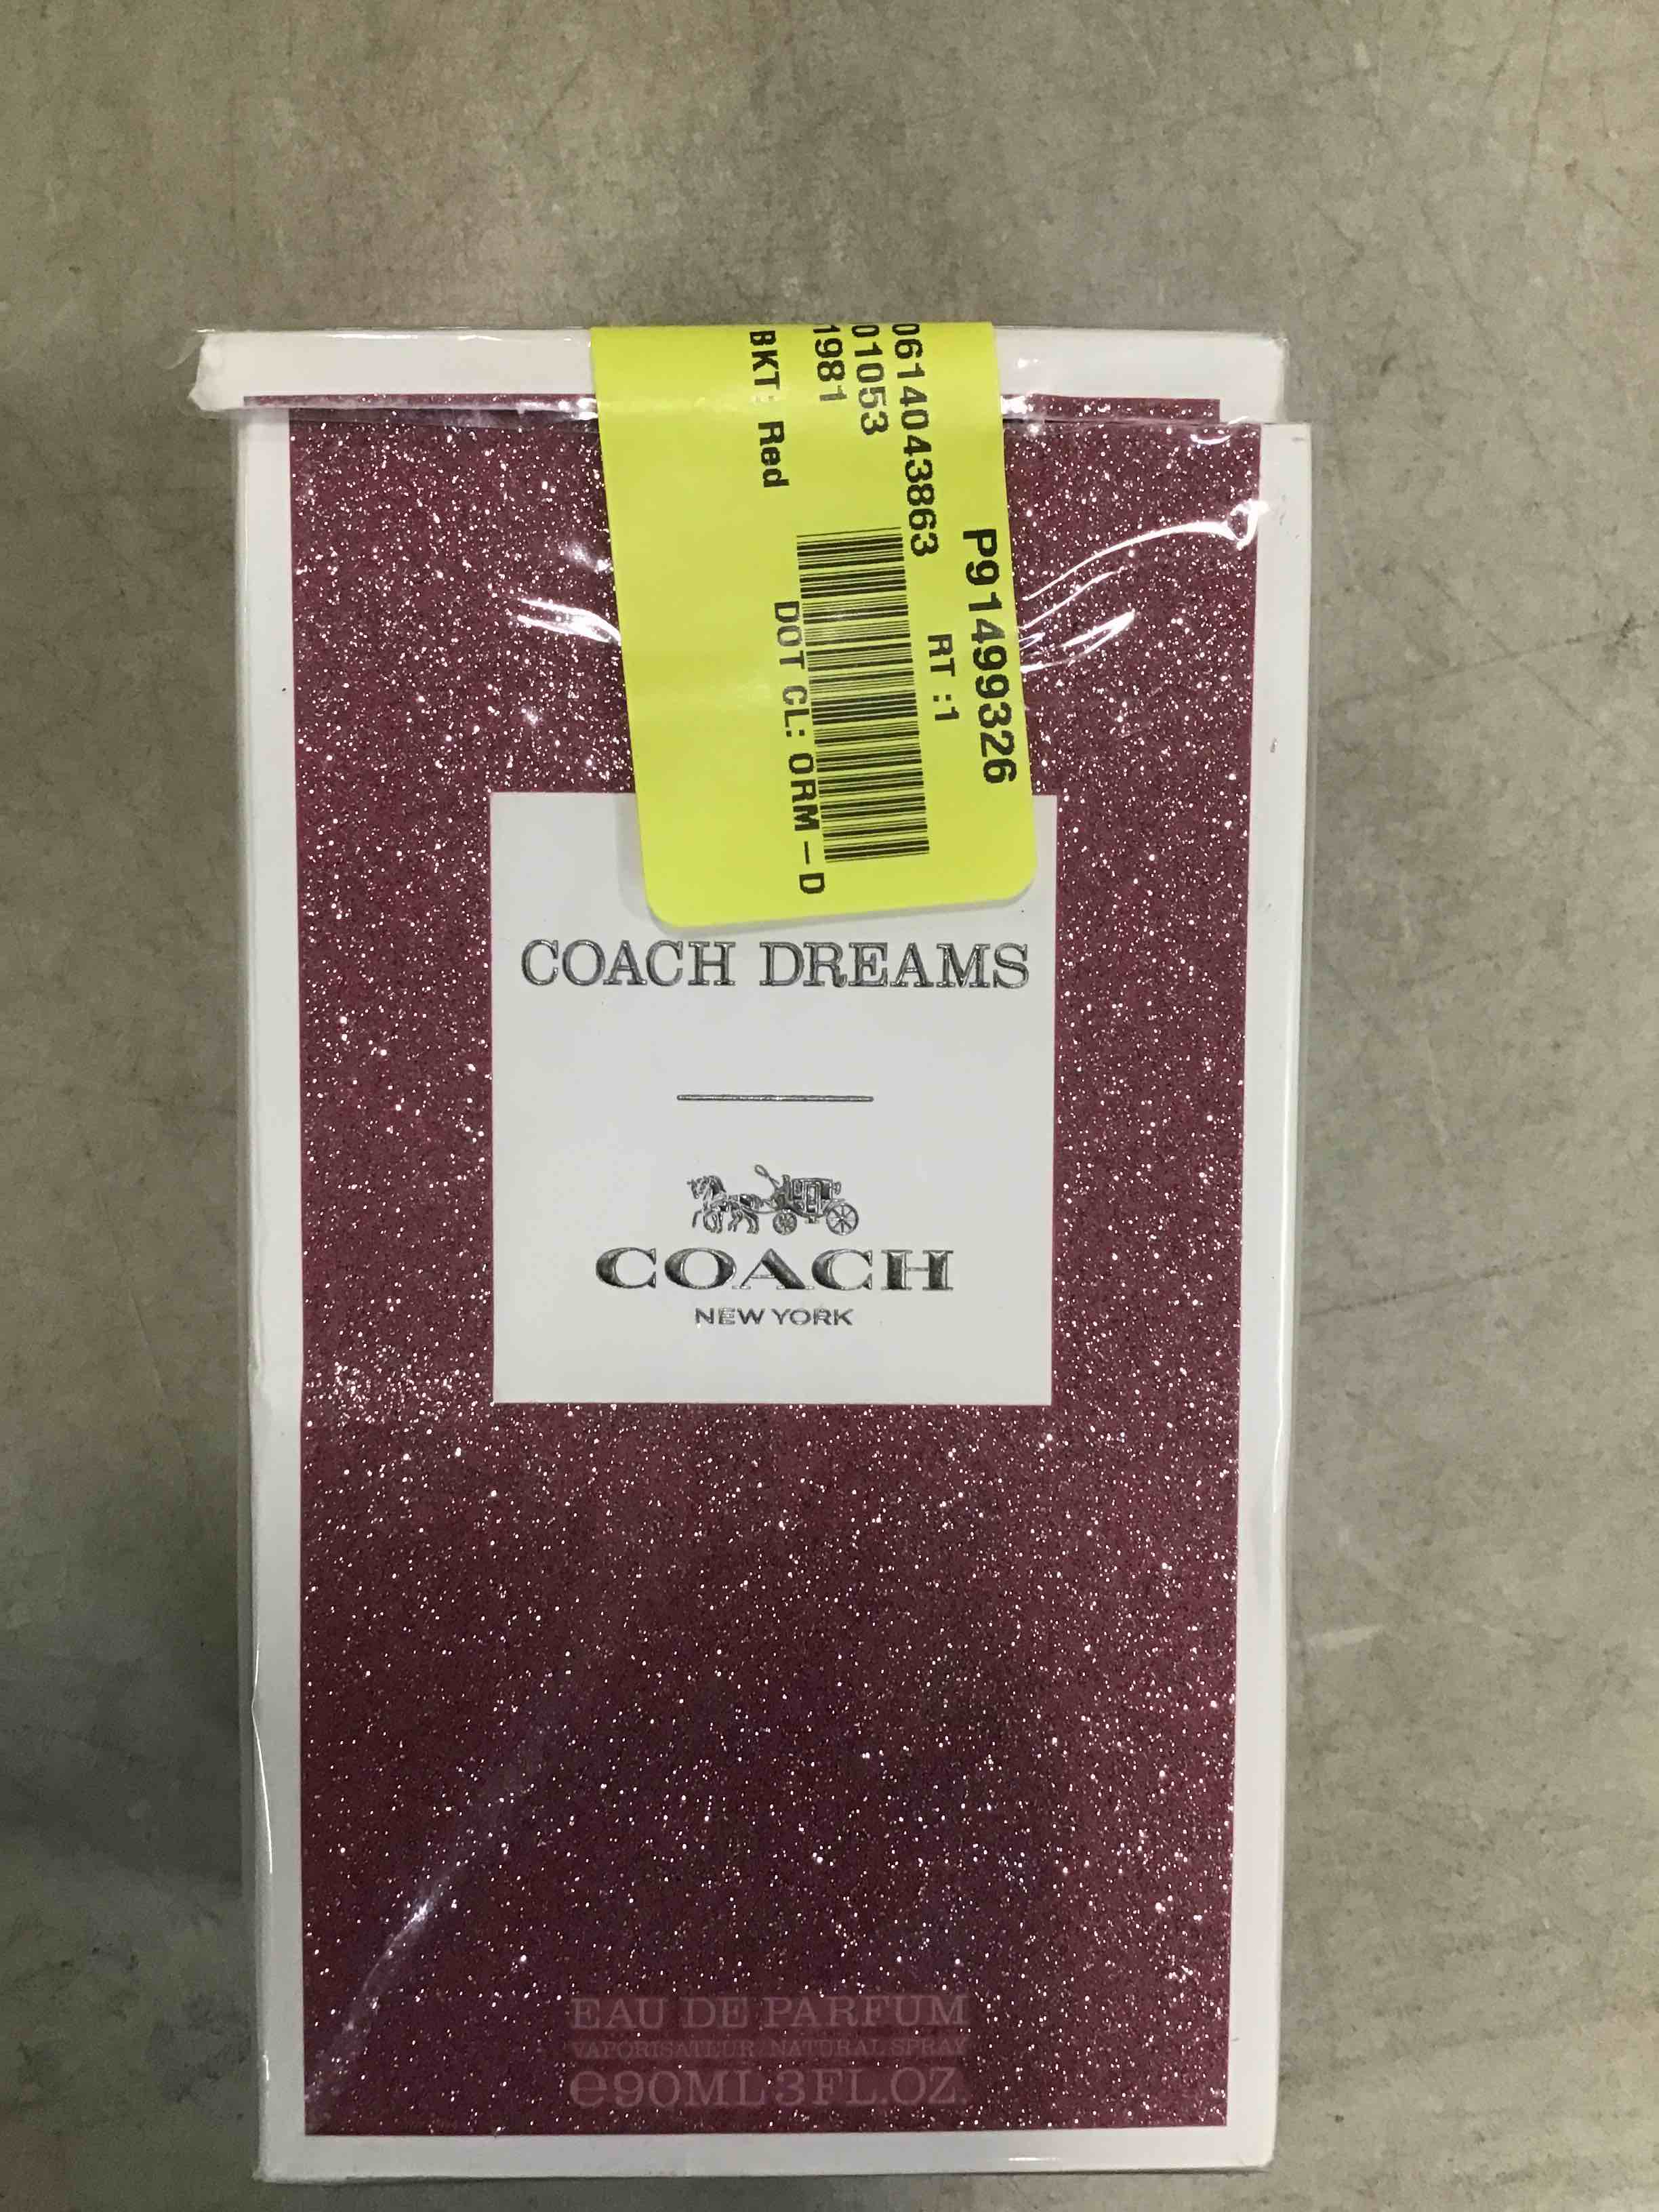 P91499326
RT :1
0614043863
01053
1981
BKT: Red
DOT CL: ORM-D
COACH DREAMS
COACH
NEW YORK
EAU DE PARFUM
VAPORISATEUR NATURAL SPRAY
e90ML 3FL.OZ.